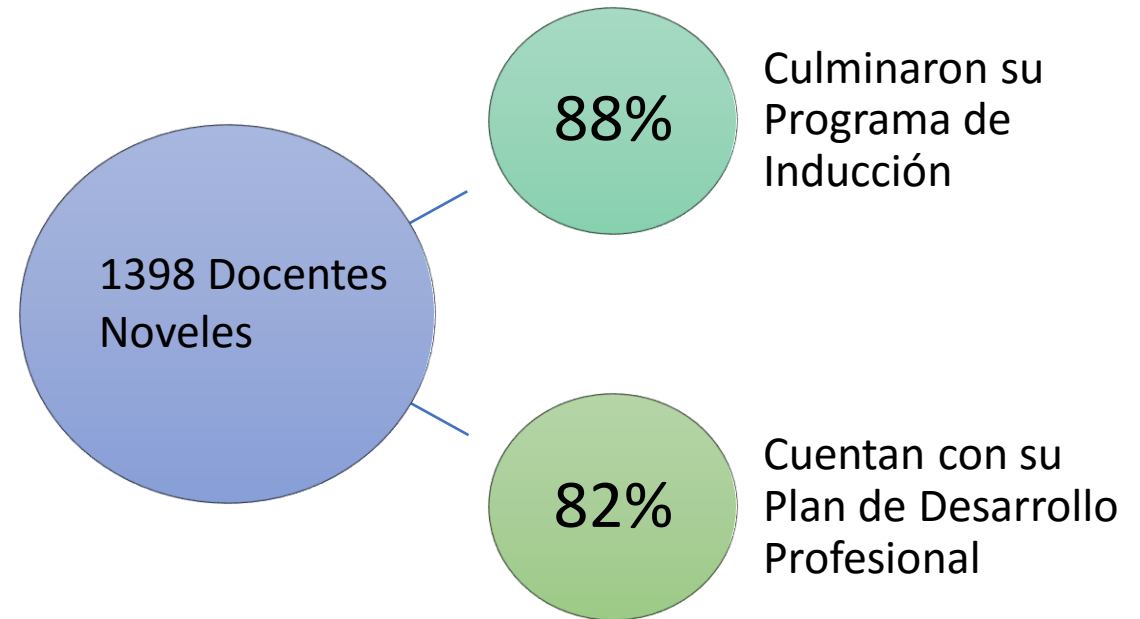 88%
Culminaron su
Programa de
Inducción
1398 Docentes
Noveles
82%
Cuentan con su
Plan de Desarrollo
Profesional